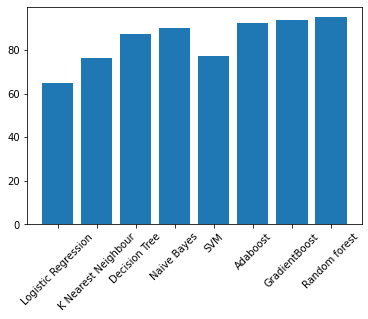 80
60
40
20
0
Logistic Regression
K Nearest Neighbour
Decision Tree
Naive Bayes
SVM
Adaboost
GradientBoost
Random forest